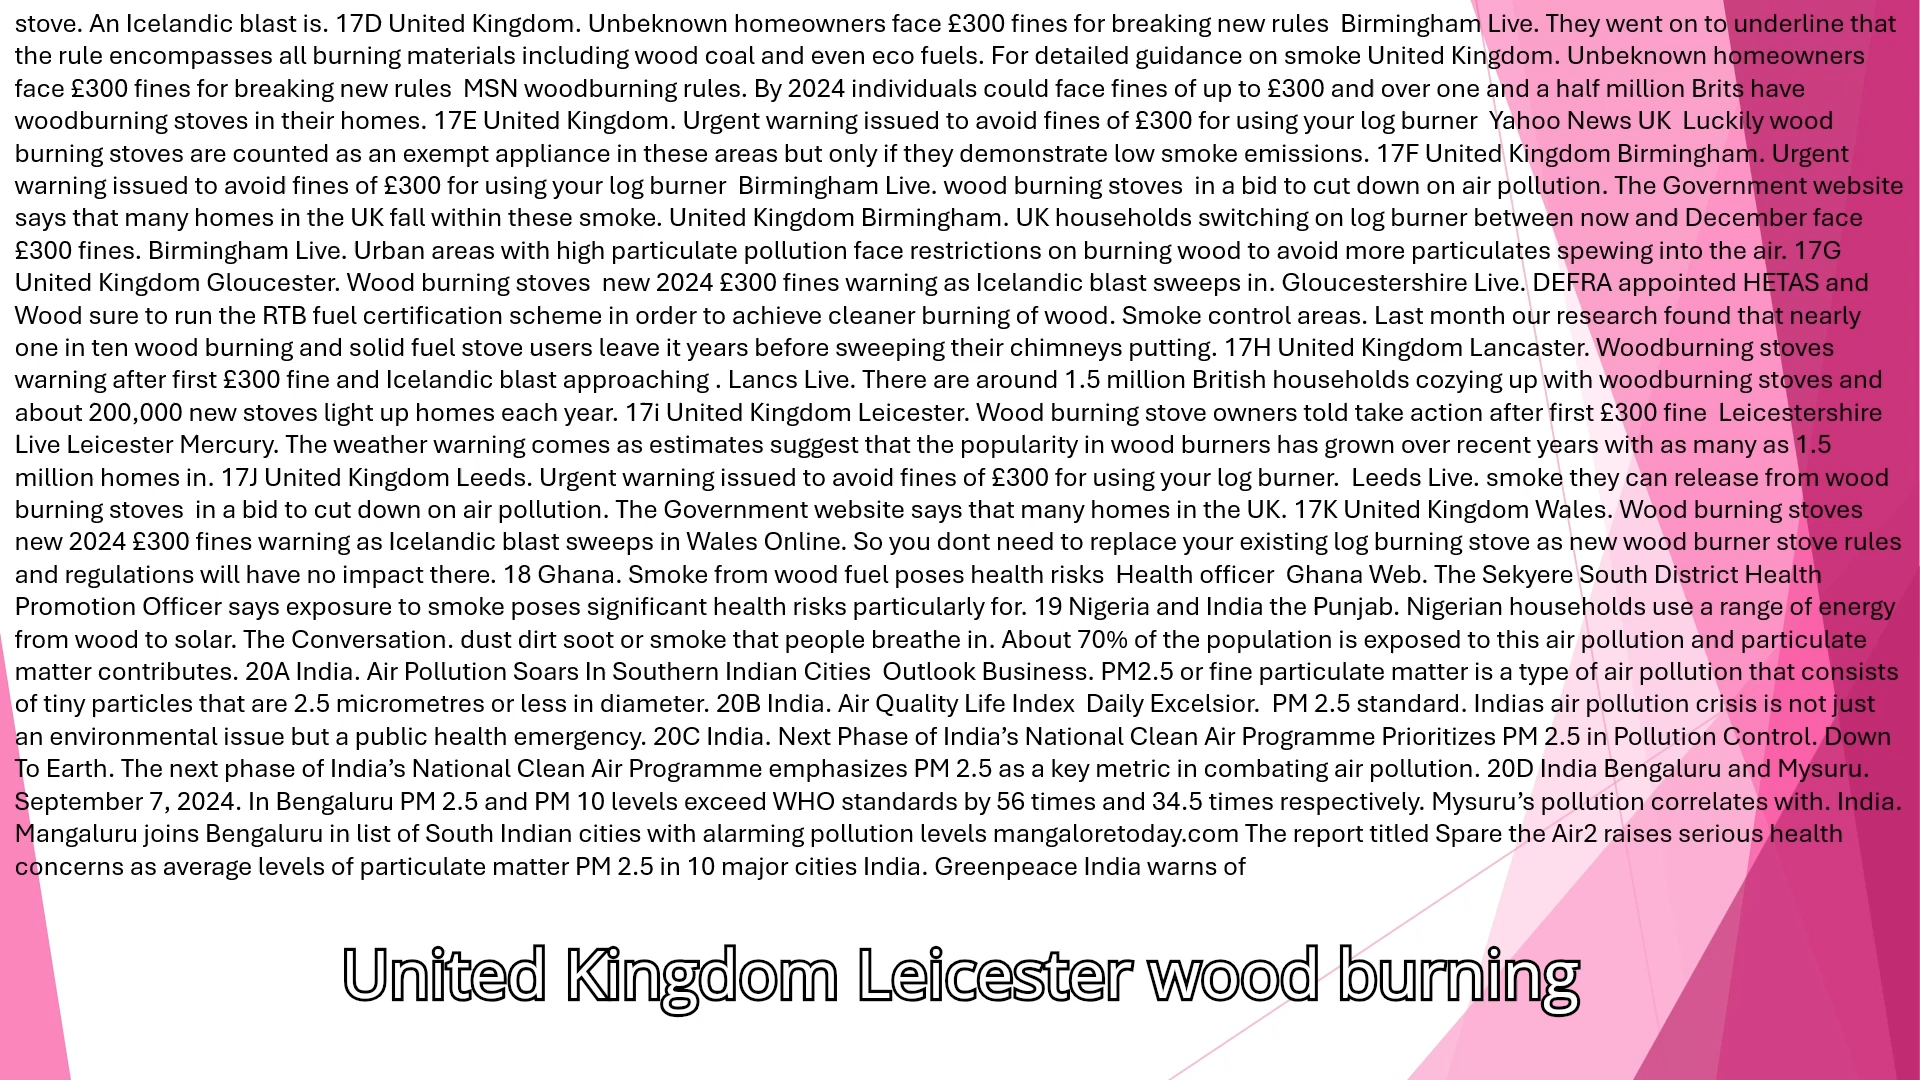 stove. An Icelandic blast is. 17D United Kingdom. Unbeknown homeowners face £300 fines for breaking new rules  Birmingham Live. They went on to underline that
the rule encompasses all burning materials including wood coal and even eco fuels. For detailed guidance on smoke United Kingdom. Unbeknown homeowners
face £300 fines for breaking new rules  MSN woodburning rules. By 2024 individuals could face fines of up to £300 and over one and a half million Brits have
woodburning stoves in their homes. 17E United Kingdom. Urgent warning issued to avoid fines of £300 for using your log burner  Yahoo News UK  Luckily wood
burning stoves are counted as an exempt appliance in these areas but only if they demonstrate low smoke emissions. 17F United Kingdom Birmingham. Urgent
warning issued to avoid fines of £300 for using your log burner  Birmingham Live. wood burning stoves  in a bid to cut down on air pollution. The Government website
says that many homes in the UK fall within these smoke. United Kingdom Birmingham. UK households switching on log burner between now and December face
£300 fines. Birmingham Live. Urban areas with high particulate pollution face restrictions on burning wood to avoid more particulates spewing into the air. 17G
United Kingdom Gloucester. Wood burning stoves  new 2024 £300 fines warning as Icelandic blast sweeps in. Gloucestershire Live. DEFRA appointed HETAS and
Wood sure to run the RTB fuel certification scheme in order to achieve cleaner burning of wood. Smoke control areas. Last month our research found that nearly
one in ten wood burning and solid fuel stove users leave it years before sweeping their chimneys putting. 17H United Kingdom Lancaster. Woodburning stoves
warning after first £300 fine and Icelandic blast approaching . Lancs Live. There are around 1.5 million British households cozying up with woodburning stoves and
about 200,000 new stoves light up homes each year. 17i United Kingdom Leicester. Wood burning stove owners told take action after first £300 fine  Leicestershire
Live Leicester Mercury. The weather warning comes as estimates suggest that the popularity in wood burners has grown over recent years with as many as 1.5
million homes in. 17J United Kingdom Leeds. Urgent warning issued to avoid fines of £300 for using your log burner.  Leeds Live. smoke they can release from wood
burning stoves  in a bid to cut down on air pollution. The Government website says that many homes in the UK. 17K United Kingdom Wales. Wood burning stoves
new 2024 £300 fines warning as Icelandic blast sweeps in Wales Online. So you dont need to replace your existing log burning stove as new wood burner stove rules
and regulations will have no impact there. 18 Ghana. Smoke from wood fuel poses health risks  Health officer  Ghana Web. The Sekyere South District Health
Promotion Officer says exposure to smoke poses significant health risks particularly for. 19 Nigeria and India the Punjab. Nigerian households use a range of energy
from wood to solar. The Conversation. dust dirt soot or smoke that people breathe in. About 70% of the population is exposed to this air pollution and particulate
matter contributes. 20A India. Air Pollution Soars In Southern Indian Cities  Outlook Business. PM2.5 or fine particulate matter is a type of air pollution that consists
of tiny particles that are 2.5 micrometres or less in diameter. 20B India. Air Quality Life Index  Daily Excelsior.  PM 2.5 standard. Indias air pollution crisis is not just
an environmental issue but a public health emergency. 20C India. Next Phase of India’s National Clean Air Programme Prioritizes PM 2.5 in Pollution Control. Down
To Earth. The next phase of India’s National Clean Air Programme emphasizes PM 2.5 as a key metric in combating air pollution. 20D India Bengaluru and Mysuru.
September 7, 2024. In Bengaluru PM 2.5 and PM 10 levels exceed WHO standards by 56 times and 34.5 times respectively. Mysuru’s pollution correlates with. India.
Mangaluru joins Bengaluru in list of South Indian cities with alarming pollution levels mangaloretoday.com The report titled Spare the Air2 raises serious health
concerns as average levels of particulate matter PM 2.5 in 10 major cities India. Greenpeace India warns of
United Kingdom Leicester wood burning